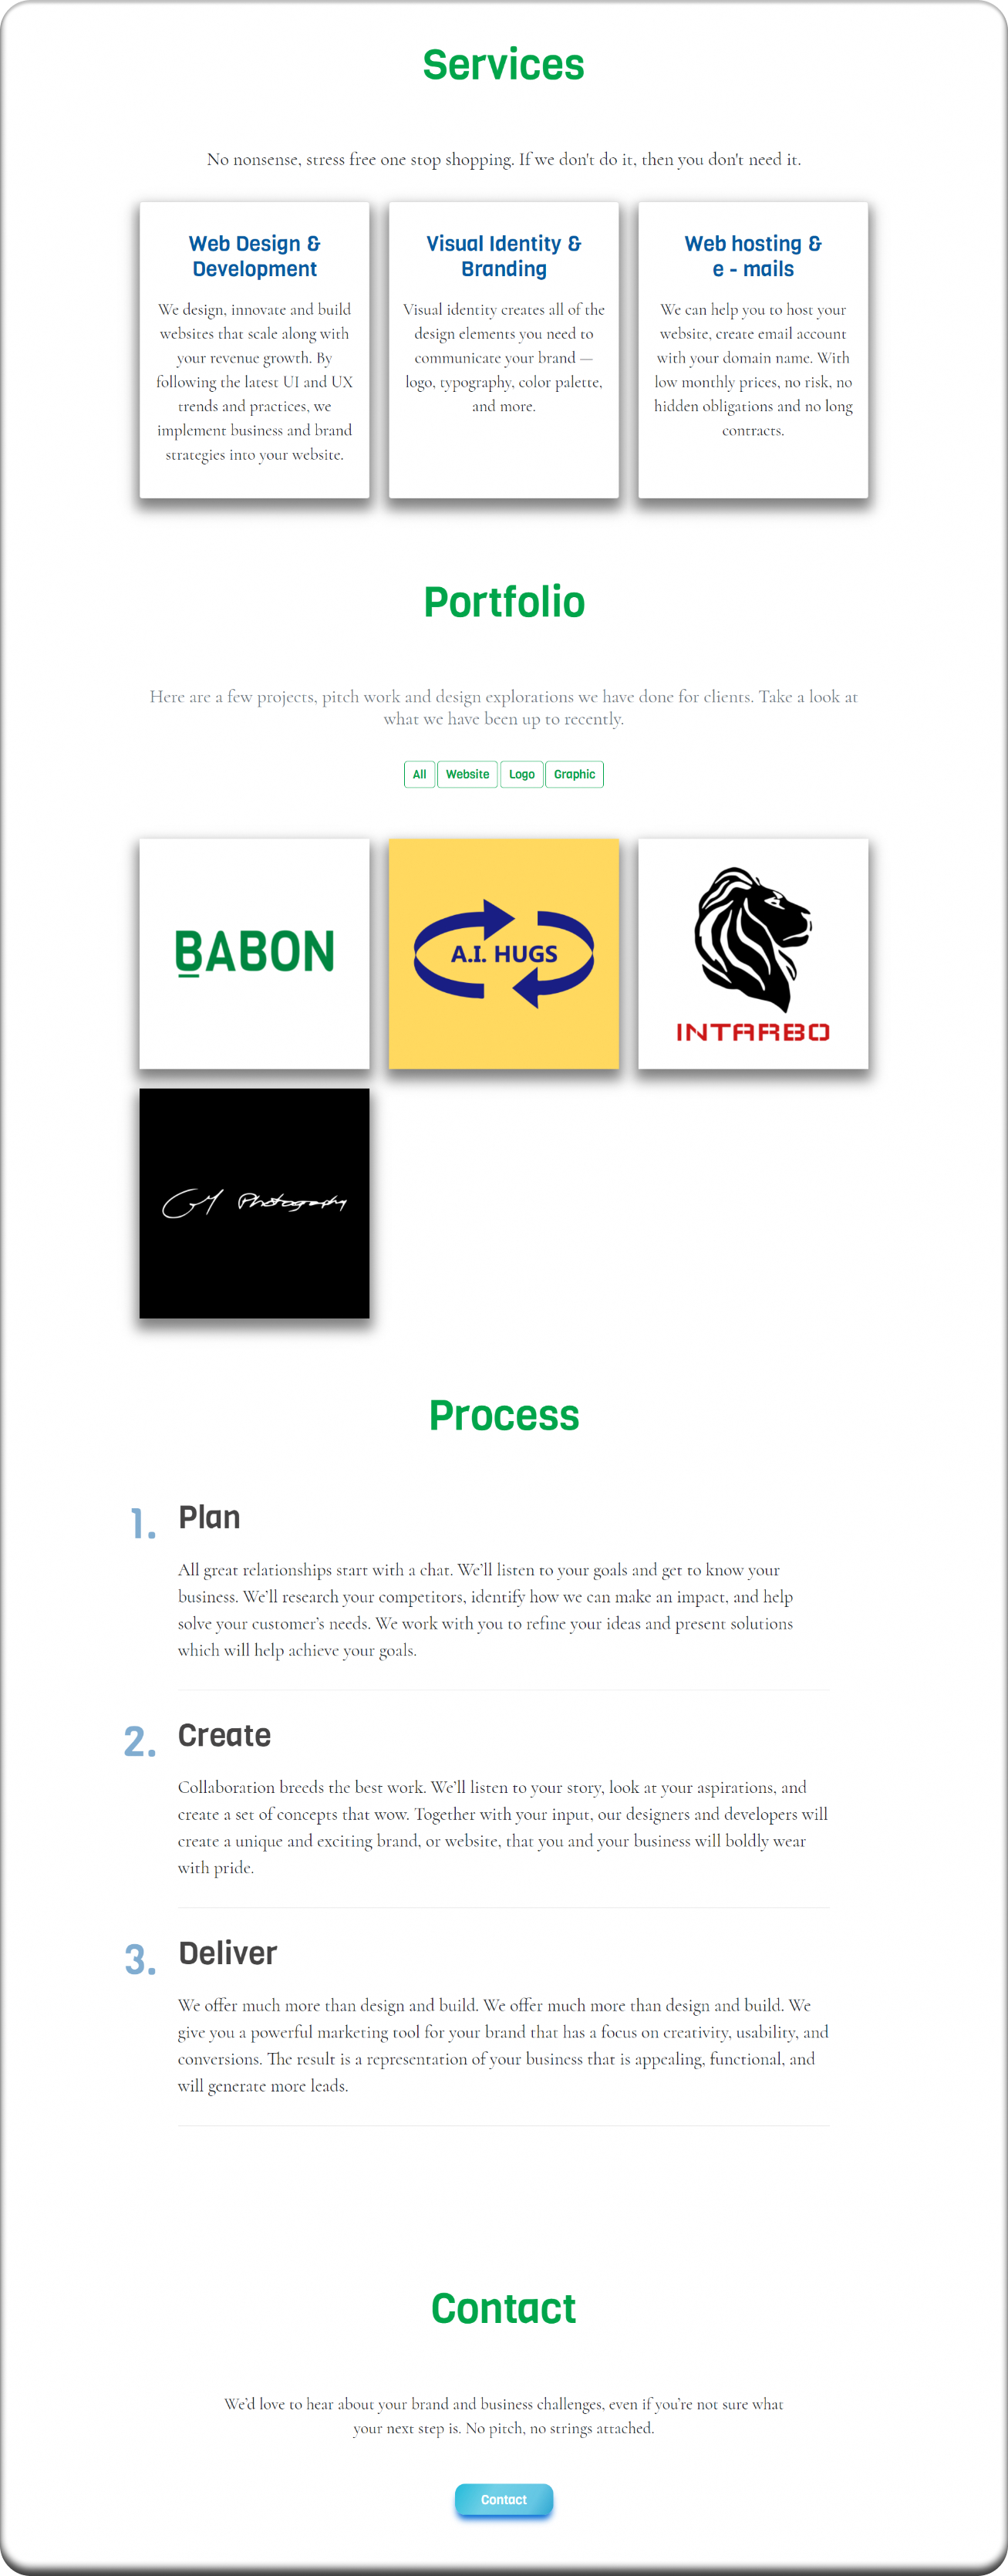 Services
No nonsense, stress free one stop shopping. If we don't do it, then you don't need it.
Web Design &
Development
We design, innovate and build
websites that scale along with
your revenue growth. By
following the latest UI and UX
trends and practices, we
implement business and brand
strategies into your website.
Visual Identity &
Branding
Visual identity creates all of the
design elements you need to
communicate your brand —
logo, typography, color palette,
and more.
Web hosting &
e - mails
We can help you to host your
website, create email account
with your domain name. With
low monthly prices, no risk, no
hidden obligations and no long
contracts.
Portfolio
Here are a few projects, pitch work and design explorations we have done for clients. Take a look at
what we have been up to recently.
All
Website
Logo
Graphic
BABON
A.I. HUGS
INTARBO
GM Photography
Process
1. Plan
All great relationships start with a chat. We’ll listen to your goals and get to know your
business. We’ll research your competitors, identify how we can make an impact, and help
solve your customer’s needs. We work with you to refine your ideas and present solutions
which will help achieve your goals.
2. Create
Collaboration breeds the best work. We’ll listen to your story, look at your aspirations, and
create a set of concepts that wow. Together with your input, our designers and developers will
create a unique and exciting brand, or website, that you and your business will boldly wear
with pride.
3. Deliver
We offer much more than design and build. We offer much more than design and build. We
give you a powerful marketing tool for your brand that has a focus on creativity, usability, and
conversions. The result is a representation of your business that is appealing, functional, and
will generate more leads.
Contact
We’d love to hear about your brand and business challenges, even if you’re not sure what
your next step is. No pitch, no strings attached.
Contact